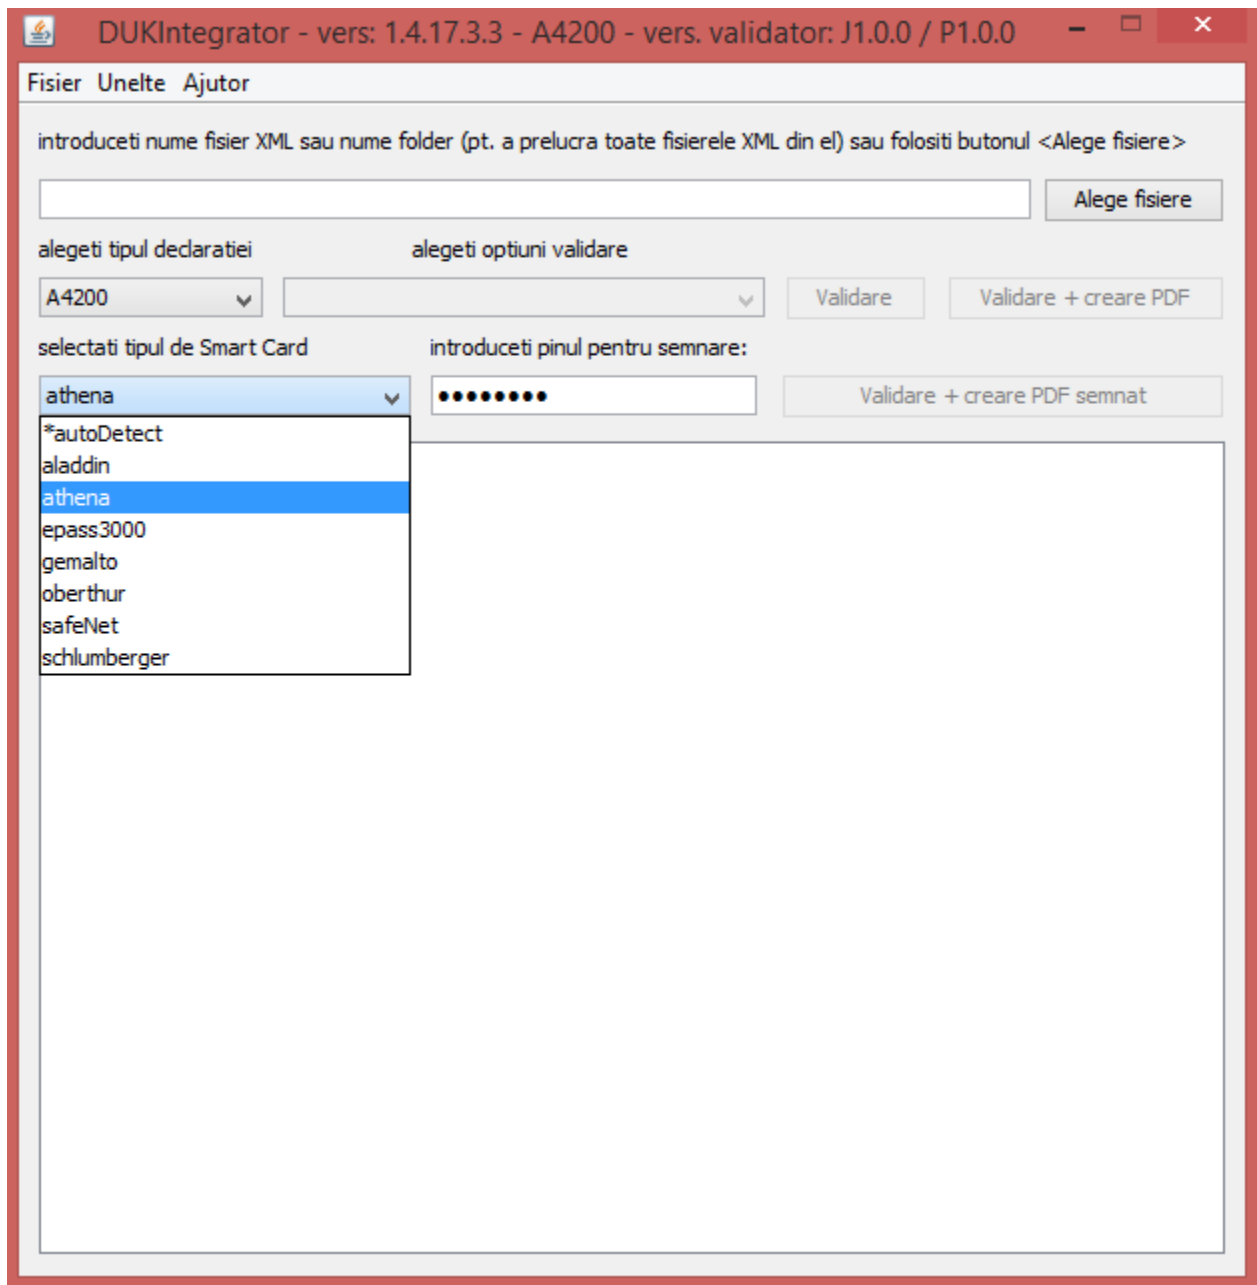 DUKIntegrator - vers: 1.4.17.3.3 - A4200 - vers. validator: J1.0.0 / P1.0.0
Fisier Unelte Ajutor
introduceti nume fisier XML sau nume folder (pt. a prelucra toate fisierele XML din el) sau folositi butonul <Alege fisiere>
Alege fisiere
alegeti tipul declaratiei alegeti optiuni validare
A4200 Validare Validare + creare PDF
selectati tipul de Smart Card introduceti pinul pentru semnare:
athena •••••••• Validare + creare PDF semnat
*autoDetect
aladdin
athena
epass3000
gemalto
oberthur
safeNet
schlumberger